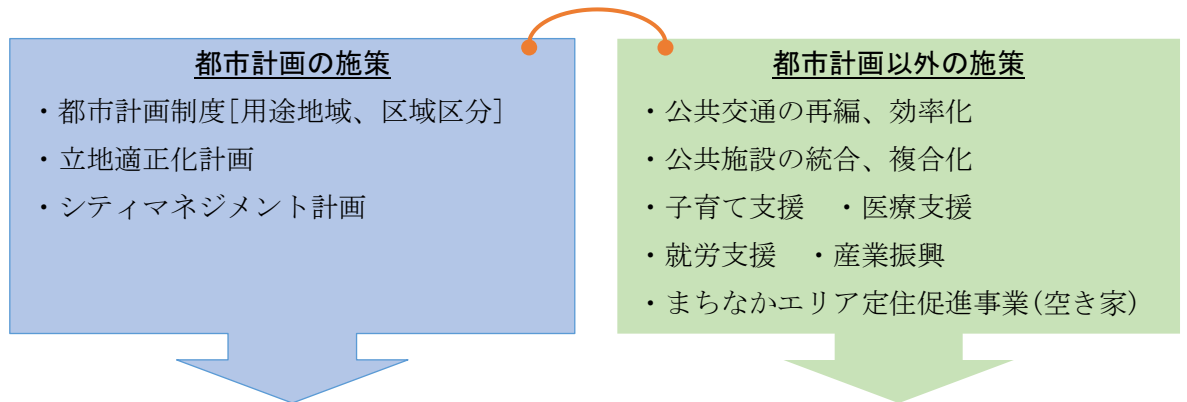 都市計画の施策
・都市計画制度[用途地域、区域区分]
・立地適正化計画
・シティマネジメント計画
都市計画以外の施策
・公共交通の再編、効率化
・公共施設の統合、複合化
・子育て支援　・医療支援
・就労支援　・産業振興
・まちなかエリア定住促進事業(空き家)